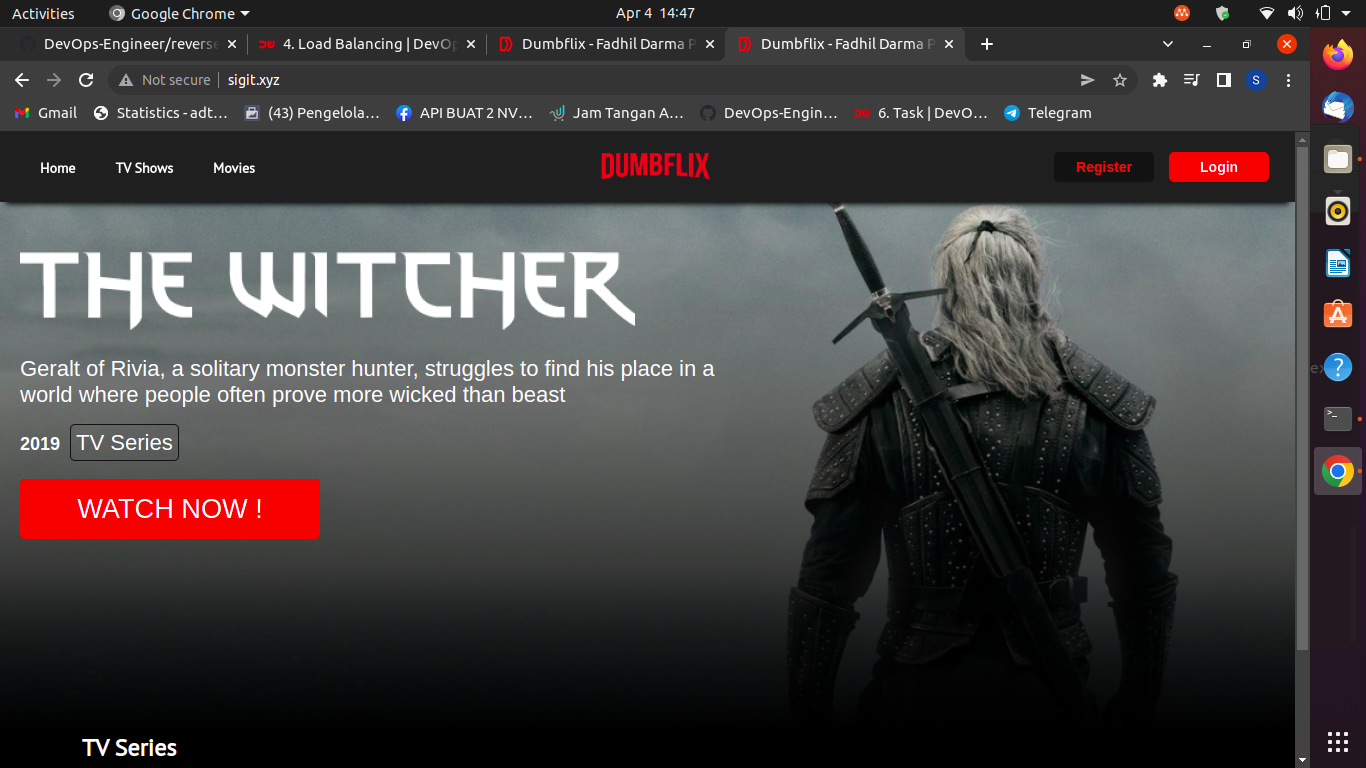 Activities
Google Chrome
Apr 4 14:47
DevOps-Engineer/reverse
4. Load Balancing | DevOp
Dumbflix - Fadhil Darma P
Dumbflix - Fadhil Darma P
Not secure
sigit.xyz
S
Gmail
Statistics - adt...
(43) Pengelola...
API BUAT 2 NV...
Jam Tangan A...
DevOps-Engin...
6. Task | DevO...
Telegram
Home
TV Shows
Movies
DUMBFLIX
Register
Login
THE WITCHER
Geralt of Rivia, a solitary monster hunter, struggles to find his place in a
world where people often prove more wicked than beast
2019
TV Series
WATCH NOW !
TV Series